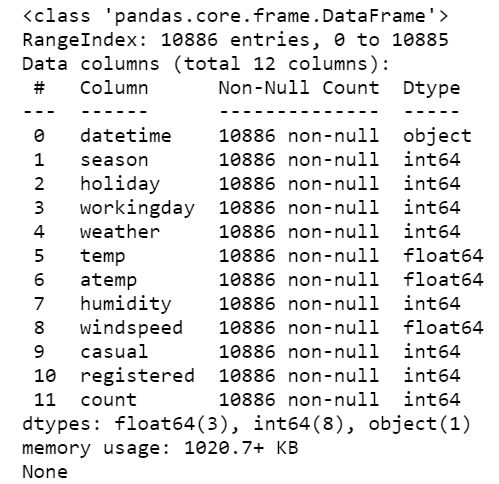 <class 'pandas.core.frame.DataFrame'>
RangeIndex: 10886 entries, 0 to 10885
Data columns (total 12 columns):
 #   Column      Non-Null Count  Dtype
---  ------      --------------  -----
 0   datetime    10886 non-null  object
 1   season      10886 non-null  int64
 2   holiday     10886 non-null  int64
 3   workingday  10886 non-null  int64
 4   weather     10886 non-null  int64
 5   temp        10886 non-null  float64
 6   atemp       10886 non-null  float64
 7   humidity    10886 non-null  int64
 8   windspeed   10886 non-null  float64
 9   casual      10886 non-null  int64
 10  registered  10886 non-null  int64
 11  count       10886 non-null  int64
dtypes: float64(3), int64(8), object(1)
memory usage: 1020.7+ KB
None